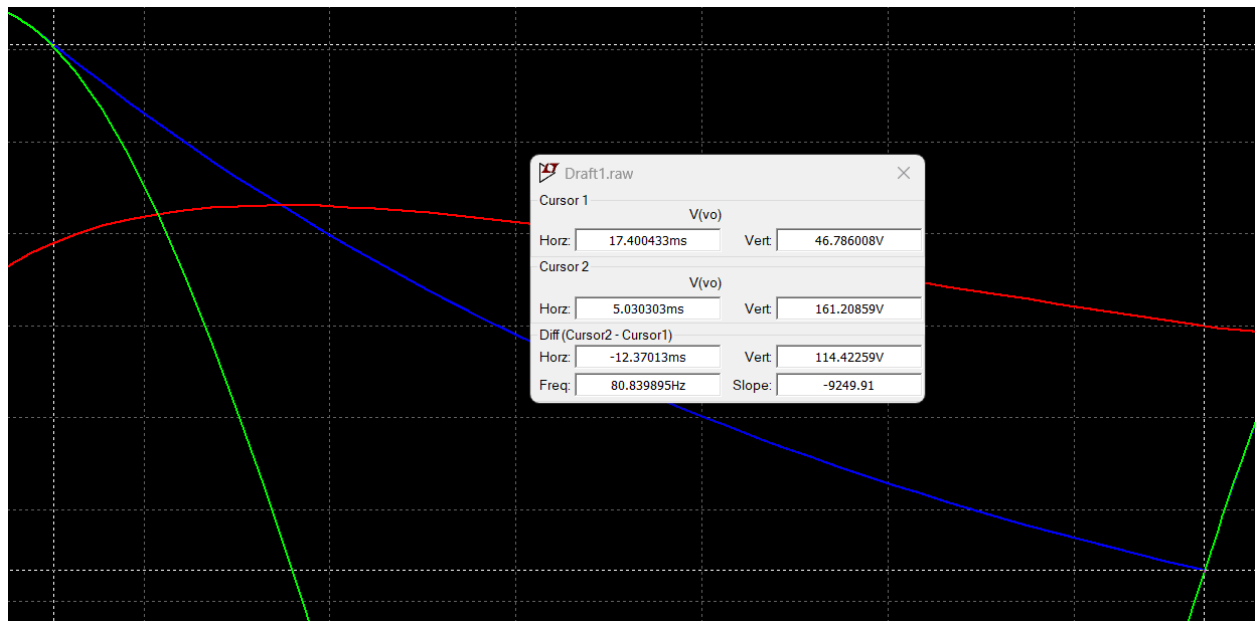 Draft1.raw
Cursor 1
V(vo)
Horz: 17.400433ms Vert: 46.786008V
Cursor 2
V(vo)
Horz: 5.030303ms Vert: 161.20859V
Diff (Cursor2 - Cursor1)
Horz: -12.37013ms Vert: 114.42259V
Freq: 80.839895Hz Slope: -9249.91